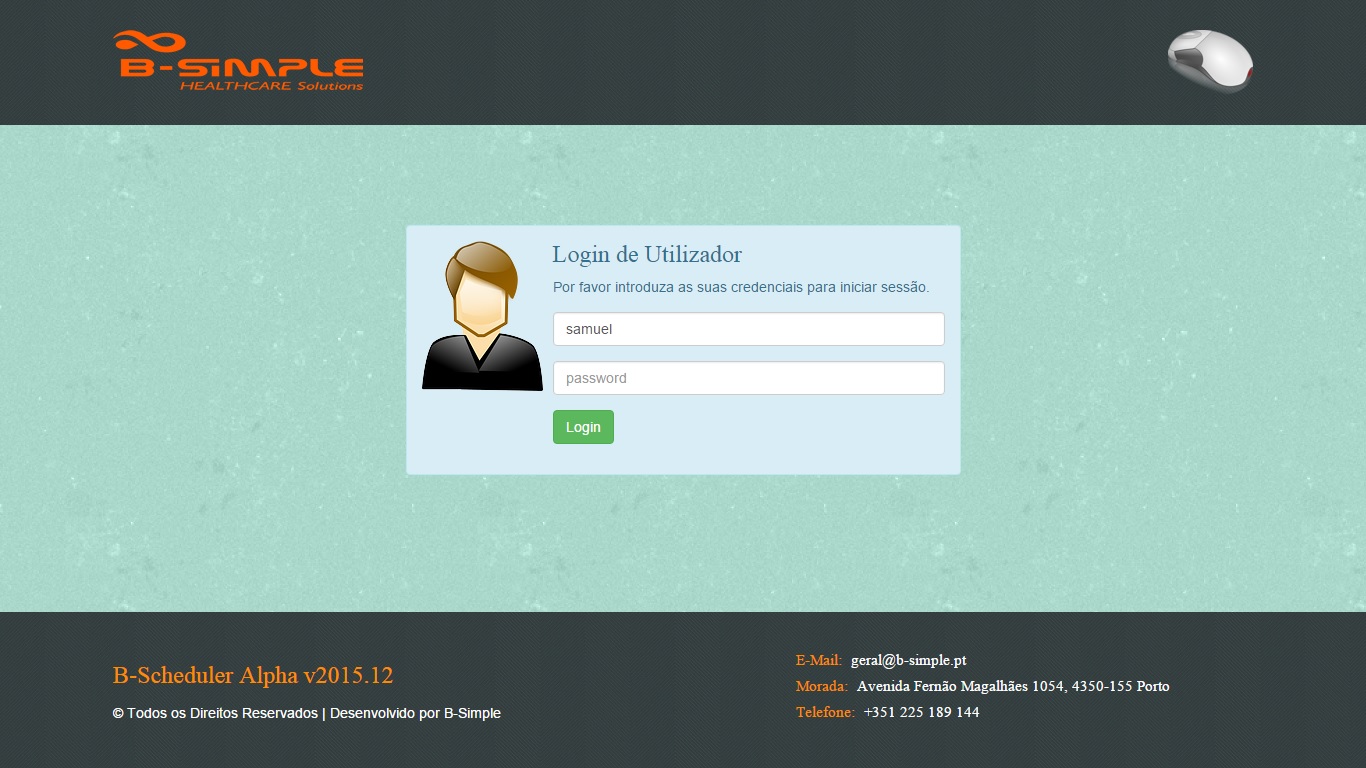 B-SiMPLE
HEALTHCARE Solutions
Login de Utilizador
Por favor introduza as suas credenciais para iniciar sessão.
samuel
password
Login
B-Scheduler Alpha v2015.12
© Todos os Direitos Reservados | Desenvolvido por B-Simple
E-Mail: geral@b-simple.pt
Morada: Avenida Fernão Magalhães 1054, 4350-155 Porto
Telefone: +351 225 189 144